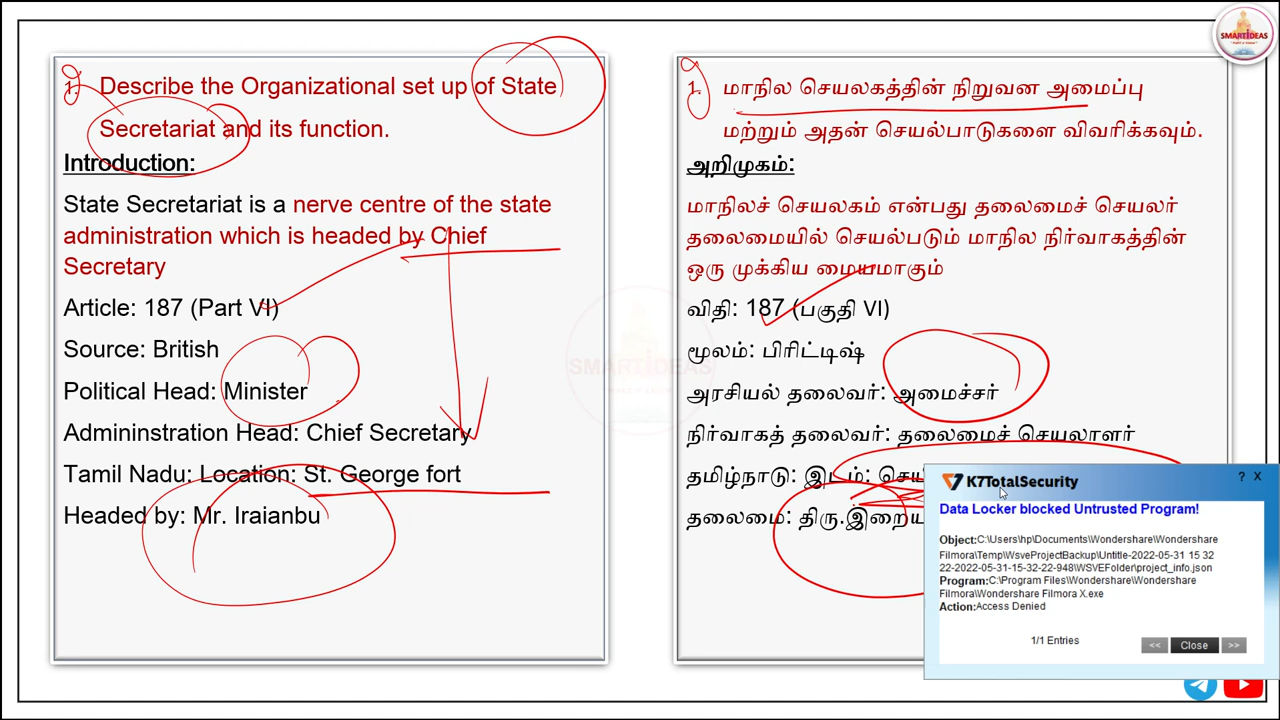 SMARTIDEAS
1. Describe the Organizational set up of State
Secretariat and its function.
Introduction:
State Secretariat is a nerve centre of the state
administration which is headed by Chief
Secretary
Article: 187 (Part VI)
Source: British
Political Head: Minister
Admininstration Head: Chief Secretary
Tamil Nadu: Location: St. George fort
Headed by: Mr. Iraianbu
1. மாநில செயலகத்தின் நிறுவன அமைப்பு
மற்றும் அதன் செயல்பாடுகளை விவரிக்கவும்.
அறிமுகம்:
மாநிலச் செயலகம் என்பது தலைமைச் செயலர்
தலைமையில் செயல்படும் மாநில நிர்வாகத்தின்
ஒரு முக்கிய மையமாகும்
விதி: 187 (பகுதி VI)
மூலம்: பிரிட்டிஷ்
அரசியல் தலைவர்: அமைச்சர்
நிர்வாகத் தலைவர்: தலைமைச் செயலாளர்
தமிழ்நாடு: இடம்:
தலைமை: திரு.
SMARTIDEAS
K7TotalSecurity
? X
Data Locker blocked Untrusted Program!
Object:C:\Users\hp\Documents\Wondershare\Wondershare
Filmora\Temp\WsveProjectBackup\Untitle-2022-05-31 15 32
22-2022-05-31-15-32-22-948\WSVEFolder\project_info.json
Program:C:\Program Files\Wondershare\Wondershare
Filmora\Wondershare Filmora X.exe
Action:Access Denied
1/1 Entries
<< Close >>